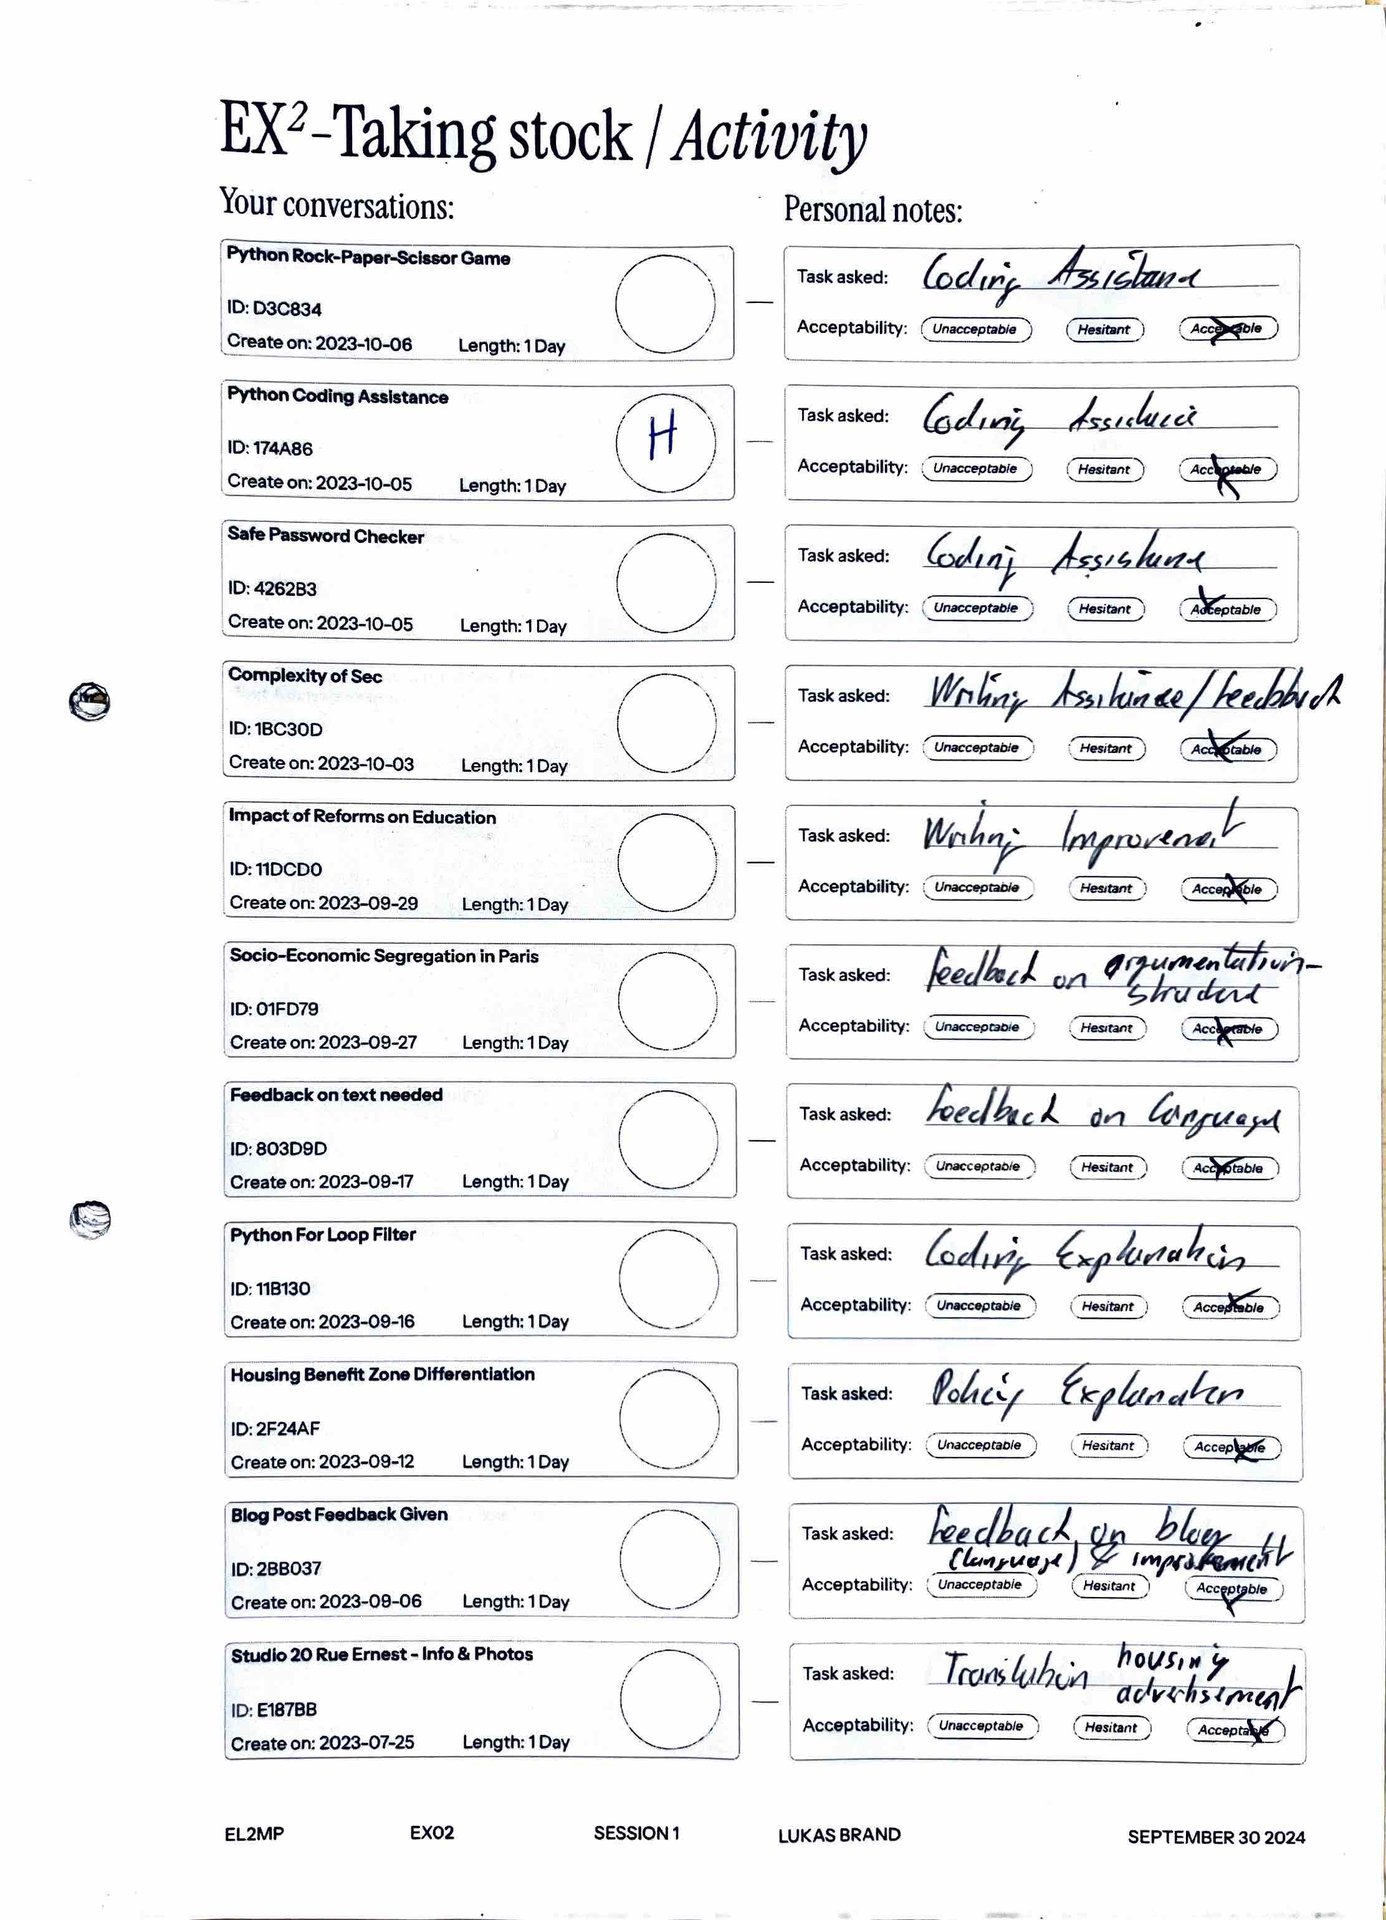 EX²-Taking stock / Activity
Your conversations:
Personal notes:
Python Rock-Paper-Scissor Game
ID: D3C834
Create on: 2023-10-06 Length: 1 Day
Task asked: Coding Assistance
Acceptability: Unacceptable Hesitant Acceptable
Python Coding Assistance
H
ID: 174A86
Create on: 2023-10-05 Length: 1 Day
Task asked: Coding Assistance
Acceptability: Unacceptable Hesitant Acceptable
Safe Password Checker
ID: 4262B3
Create on: 2023-10-05 Length: 1 Day
Task asked: Coding Assistance
Acceptability: Unacceptable Hesitant Acceptable
Complexity of Sec
ID: 1BC30D
Create on: 2023-10-03 Length: 1 Day
Task asked: Writing Assistance/Feedback
Acceptability: Unacceptable Hesitant Acceptable
Impact of Reforms on Education
ID: 11DCD0
Create on: 2023-09-29 Length: 1 Day
Task asked: Writing Improvement
Acceptability: Unacceptable Hesitant Acceptable
Socio-Economic Segregation in Paris
ID: 01FD79
Create on: 2023-09-27 Length: 1 Day
Task asked: Feedback on argumentation-
Acceptability: Unacceptable Hesitant Acceptable
Feedback on text needed
ID: 803D9D
Create on: 2023-09-17 Length: 1 Day
Task asked: Feedback on language
Acceptability: Unacceptable Hesitant Acceptable
Python For Loop Filter
ID: 11B130
Create on: 2023-09-16 Length: 1 Day
Task asked: Coding Explanation
Acceptability: Unacceptable Hesitant Acceptable
Housing Benefit Zone Differentiation
ID: 2F24AF
Create on: 2023-09-12 Length: 1 Day
Task asked: Policy Explanation
Acceptability: Unacceptable Hesitant Acceptable
Blog Post Feedback Given
ID: 2BB037
Create on: 2023-09-06 Length: 1 Day
Task asked: Feedback on blog
(language) & improvement
Acceptability: Unacceptable Hesitant Acceptable
Studio 20 Rue Ernest - Info & Photos
ID: E187BB
Create on: 2023-07-25 Length: 1 Day
Task asked: Translation housing
advertisement
Acceptability: Unacceptable Hesitant Acceptable
EL2MP EX02 SESSION 1 LUKAS BRAND SEPTEMBER 30 2024